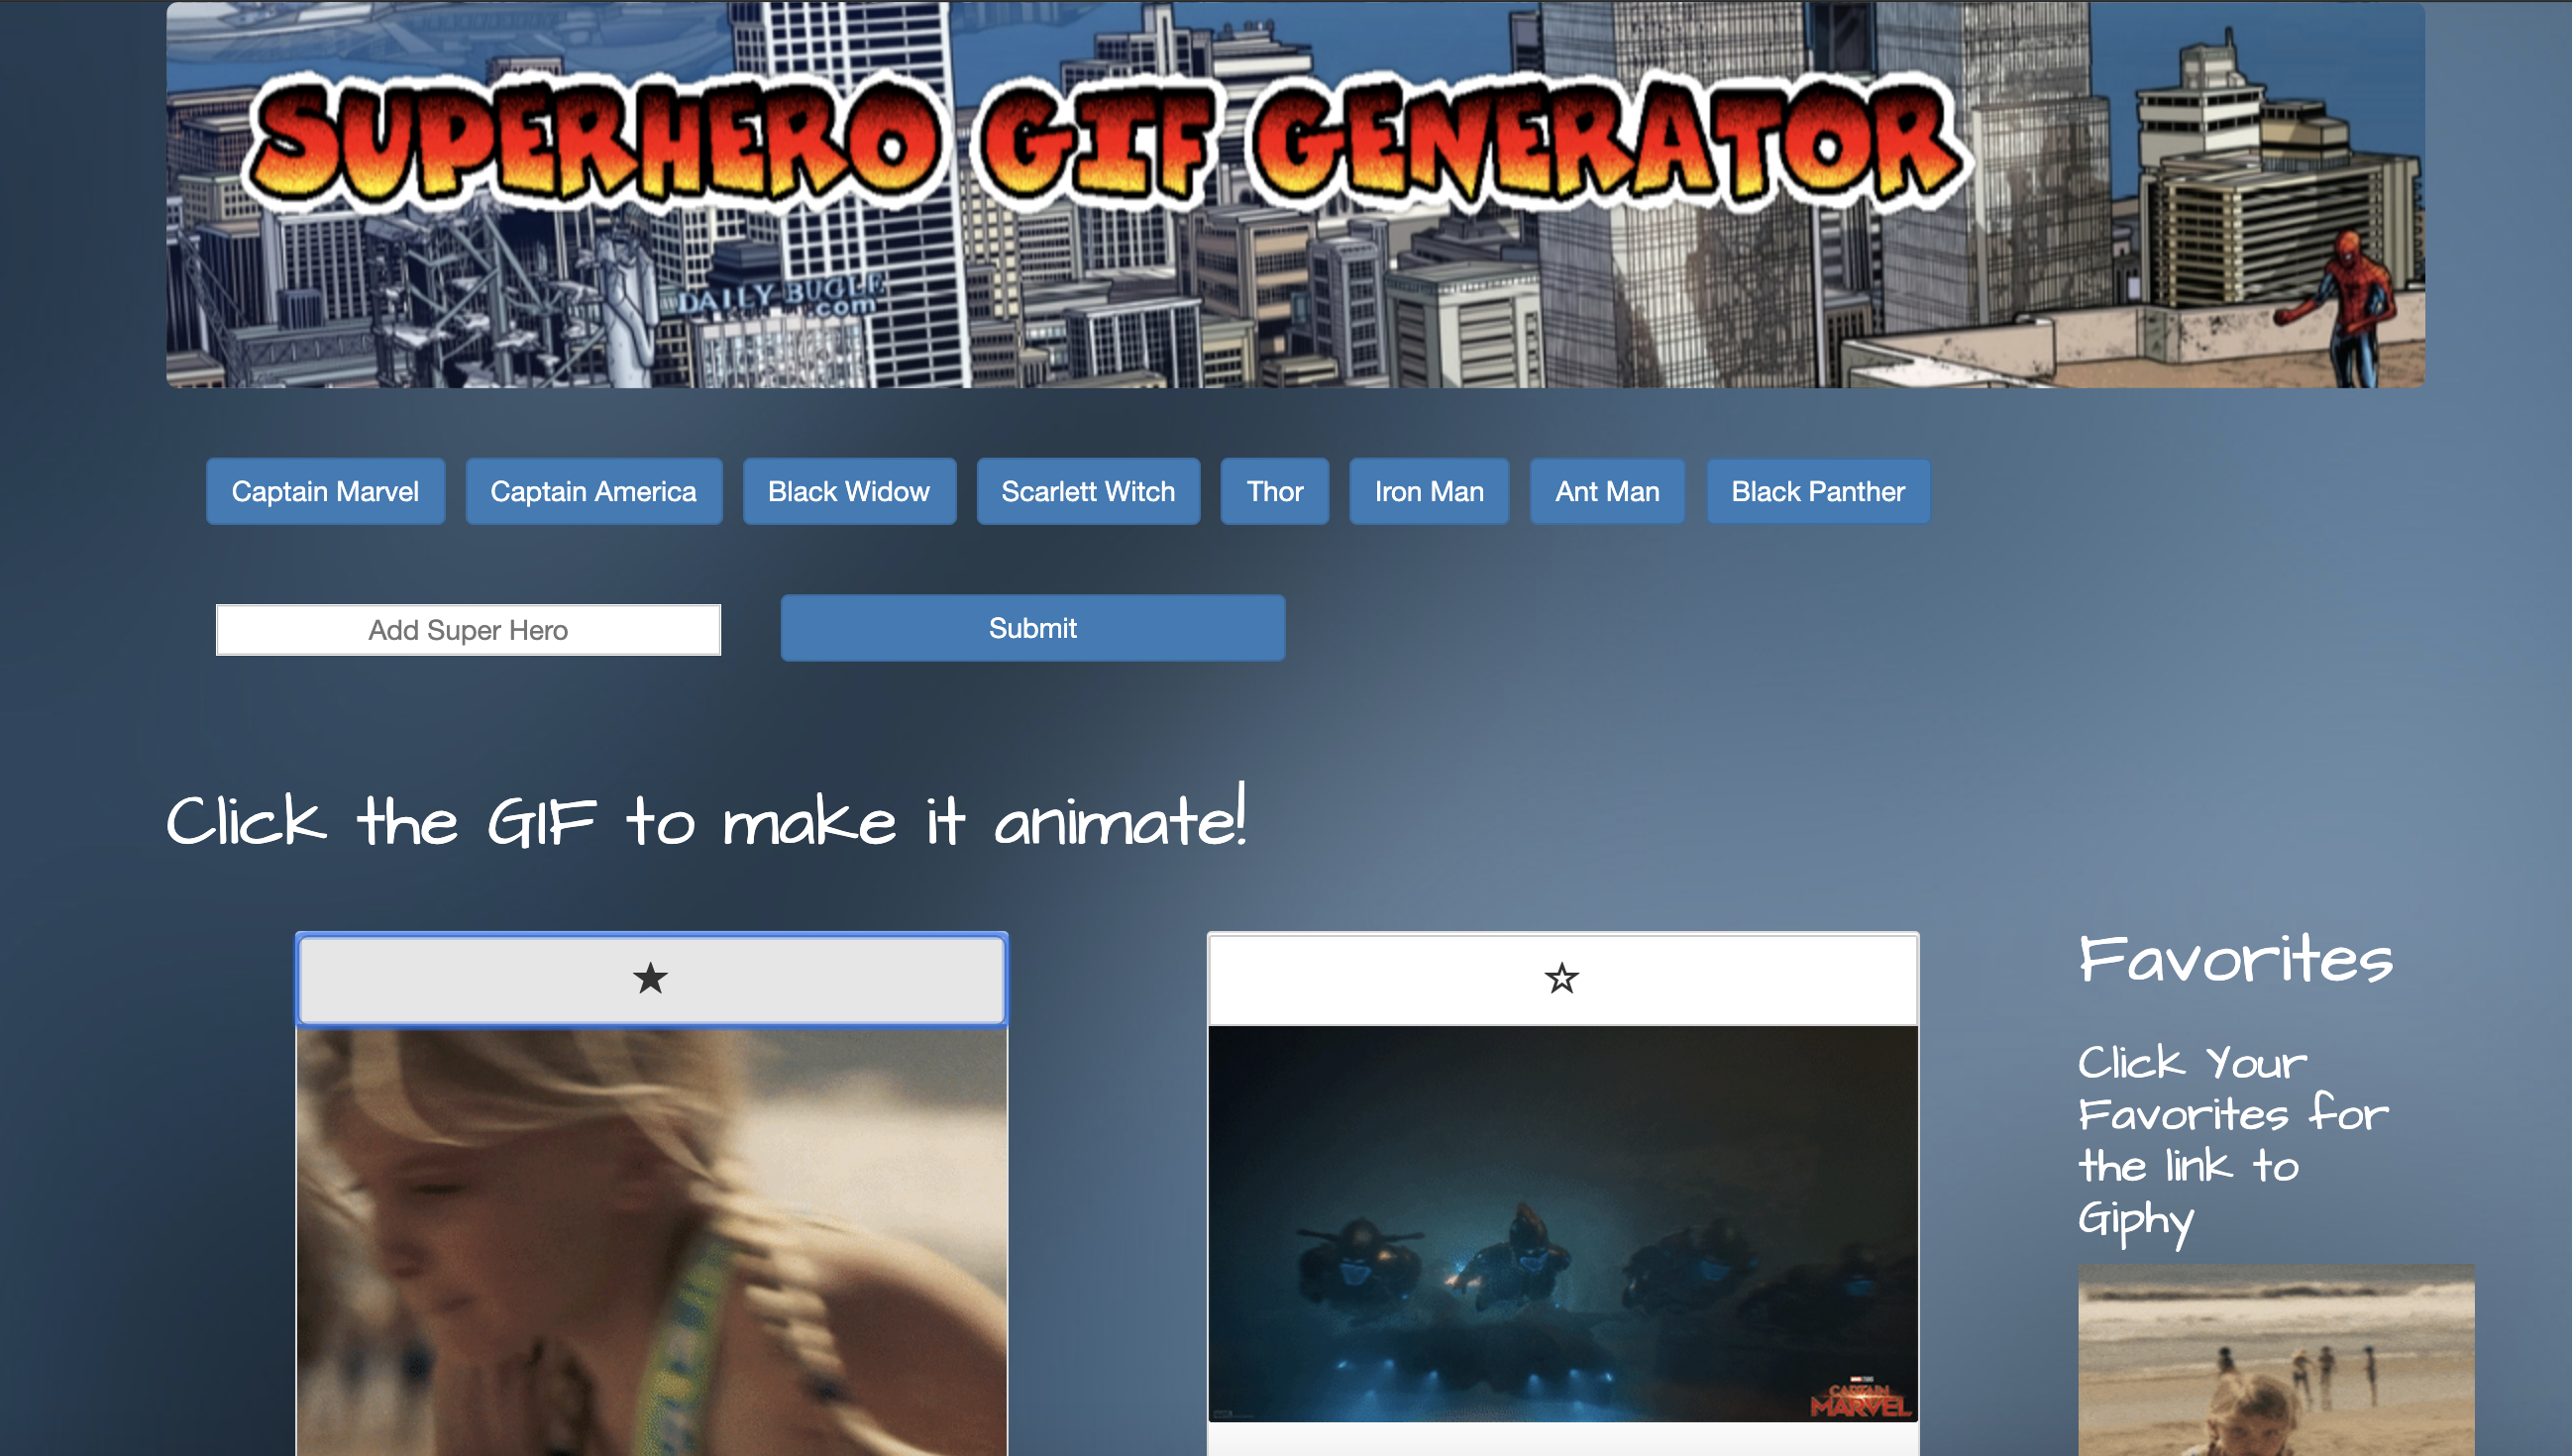 SUPERHERO GIF GENERATOR
DAILY BUGLE
.com
Captain Marvel
Captain America
Black Widow
Scarlett Witch
Thor
Iron Man
Ant Man
Black Panther
Add Super Hero
Submit
Click the GIF to make it animate!
Favorites
Click Your
Favorites for
the link to
Giphy
CAPTAIN
MARVEL